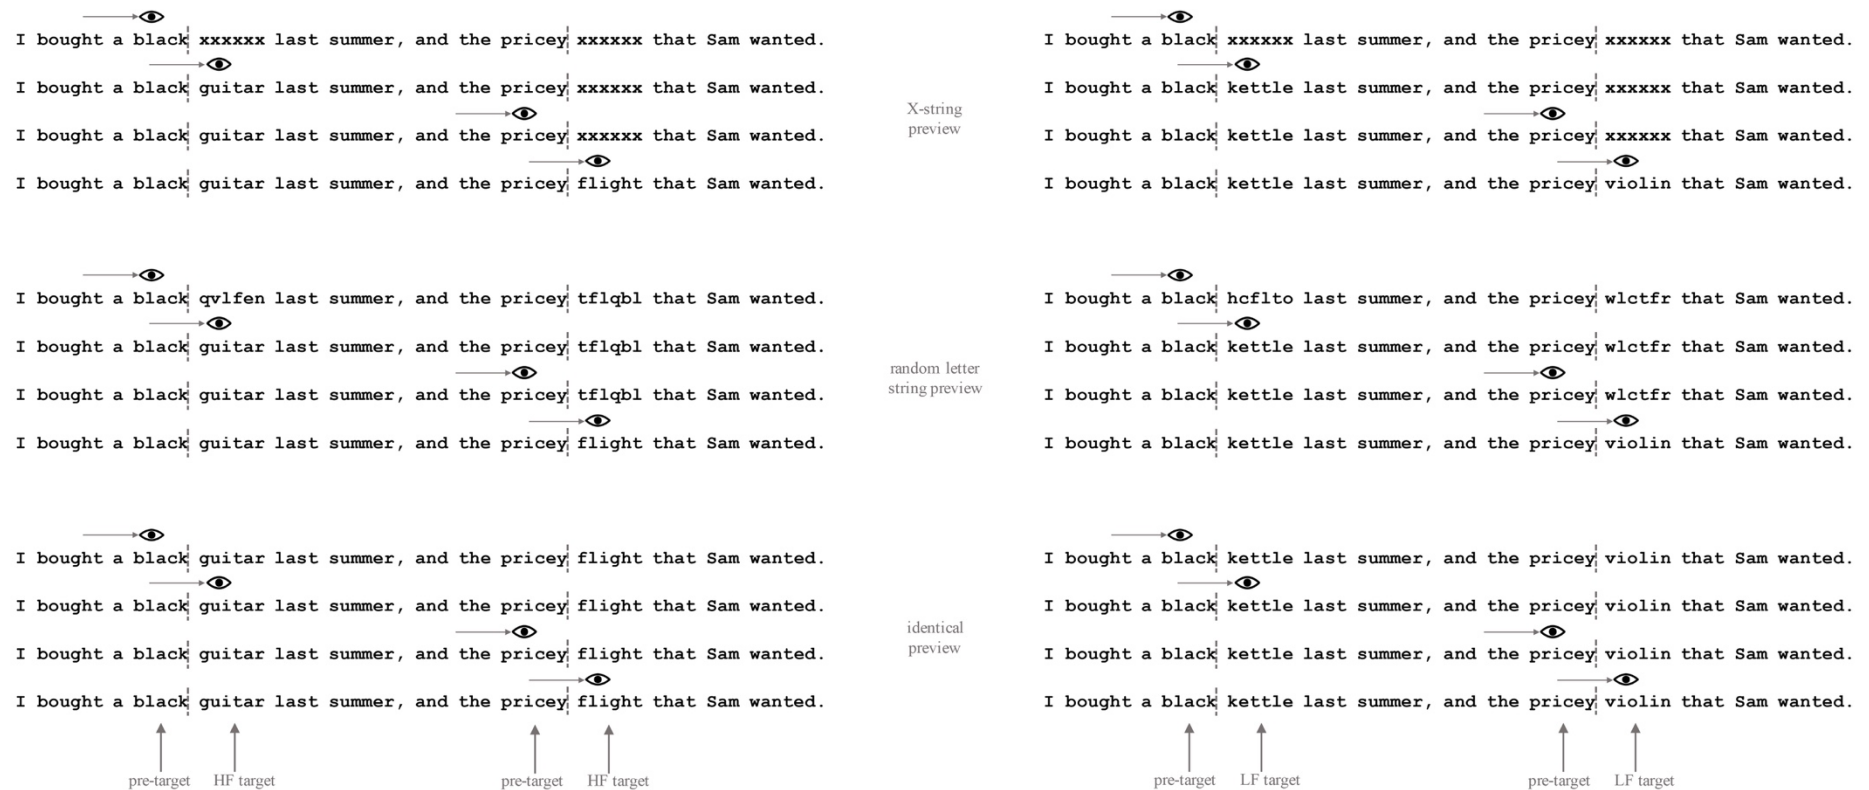 I bought a black xxxxxx last summer, and the pricey xxxxxx that Sam wanted.
I bought a black guitar last summer, and the pricey xxxxxx that Sam wanted.
I bought a black guitar last summer, and the pricey xxxxxx that Sam wanted.
I bought a black guitar last summer, and the pricey flight that Sam wanted.
X-string
preview
I bought a black xxxxxx last summer, and the pricey xxxxxx that Sam wanted.
I bought a black kettle last summer, and the pricey xxxxxx that Sam wanted.
I bought a black kettle last summer, and the pricey xxxxxx that Sam wanted.
I bought a black kettle last summer, and the pricey violin that Sam wanted.
I bought a black qvlfen last summer, and the pricey tflqbl that Sam wanted.
I bought a black guitar last summer, and the pricey tflqbl that Sam wanted.
I bought a black guitar last summer, and the pricey tflqbl that Sam wanted.
I bought a black guitar last summer, and the pricey flight that Sam wanted.
random letter
string preview
I bought a black hcflto last summer, and the pricey wlctfr that Sam wanted.
I bought a black kettle last summer, and the pricey wlctfr that Sam wanted.
I bought a black kettle last summer, and the pricey wlctfr that Sam wanted.
I bought a black kettle last summer, and the pricey violin that Sam wanted.
I bought a black guitar last summer, and the pricey flight that Sam wanted.
I bought a black guitar last summer, and the pricey flight that Sam wanted.
I bought a black guitar last summer, and the pricey flight that Sam wanted.
I bought a black guitar last summer, and the pricey flight that Sam wanted.
identical
preview
I bought a black kettle last summer, and the pricey violin that Sam wanted.
I bought a black kettle last summer, and the pricey violin that Sam wanted.
I bought a black kettle last summer, and the pricey violin that Sam wanted.
I bought a black kettle last summer, and the pricey violin that Sam wanted.
pre-target HF target pre-target HF target
pre-target LF target pre-target LF target